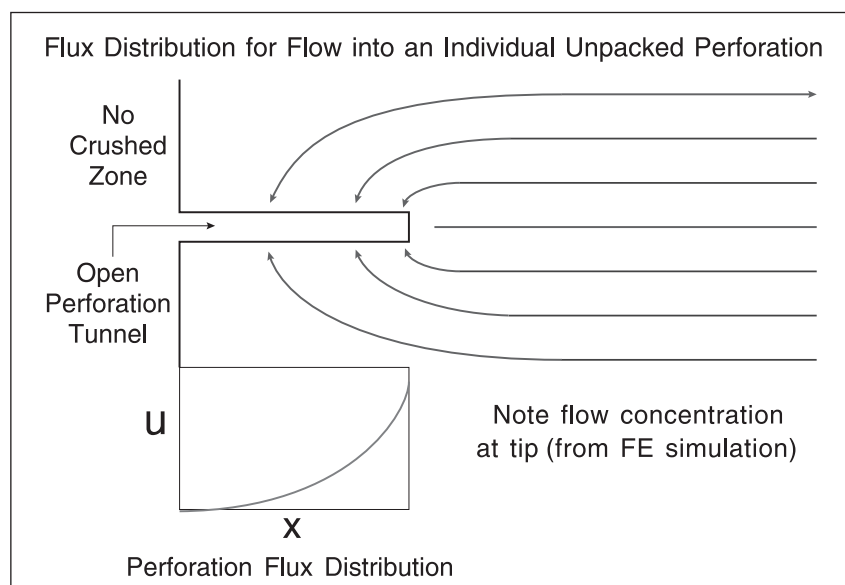 Flux Distribution for Flow into an Individual Unpacked Perforation
No
Crushed
Zone
Open
Perforation
Tunnel
u
Note flow concentration
at tip (from FE simulation)
x
Perforation Flux Distribution